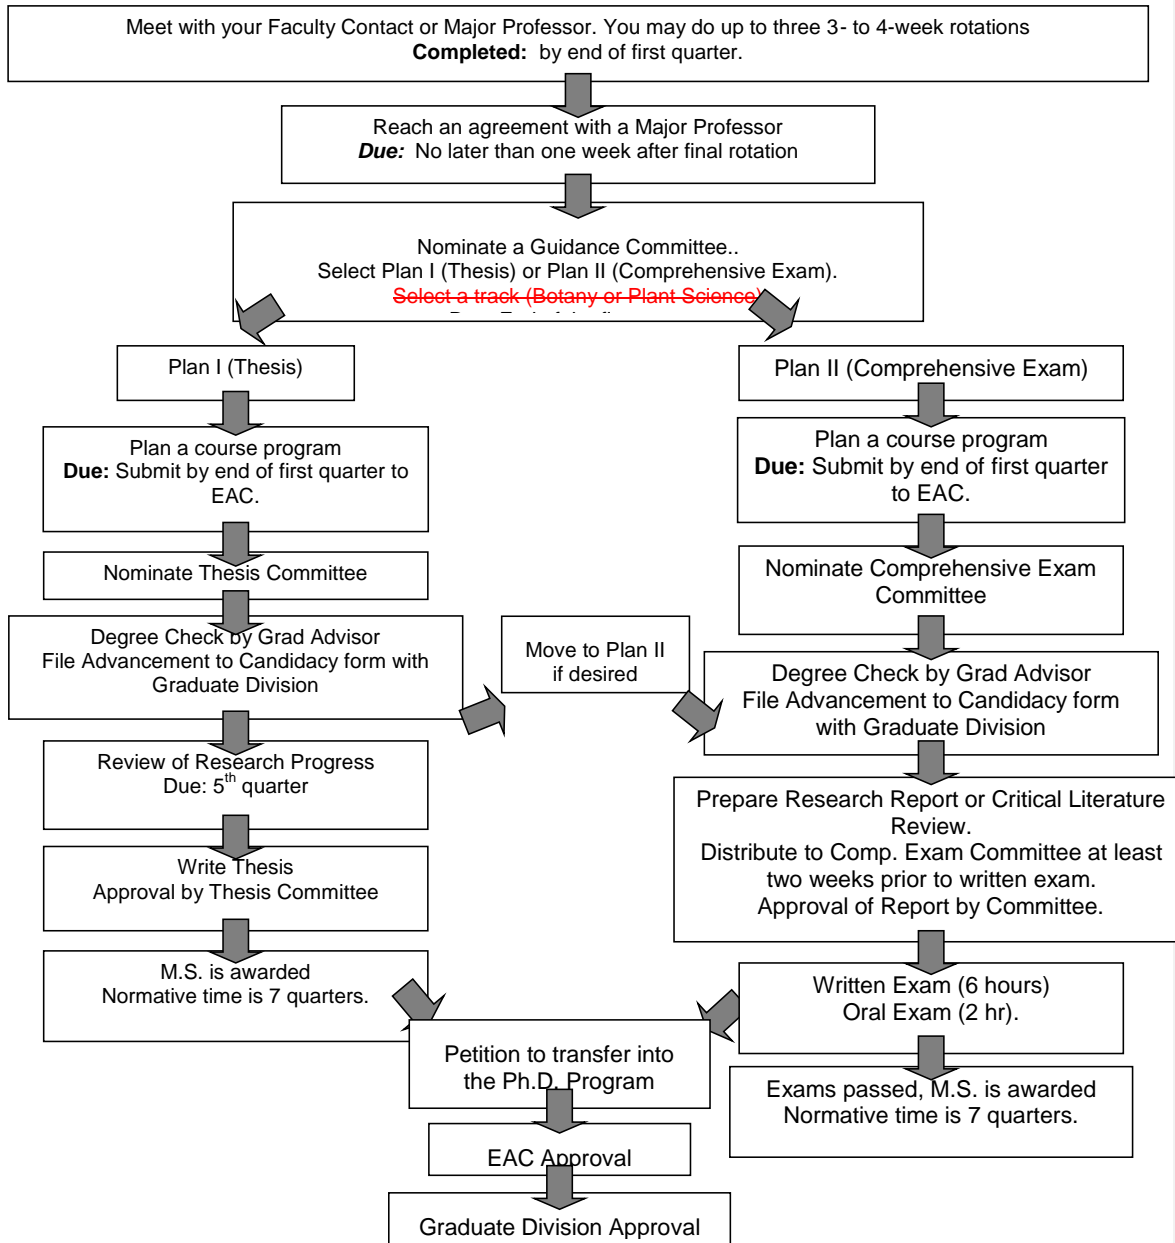 Meet with your Faculty Contact or Major Professor. You may do up to three 3- to 4-week rotations
Completed: by end of first quarter.
Reach an agreement with a Major Professor
Due: No later than one week after final rotation
Nominate a Guidance Committee..
Select Plan I (Thesis) or Plan II (Comprehensive Exam).
Select a track (Botany or Plant Science)
Plan I (Thesis)
Plan a course program
Due: Submit by end of first quarter to
EAC.
Nominate Thesis Committee
Degree Check by Grad Advisor
File Advancement to Candidacy form with
Graduate Division
Review of Research Progress
Due: 5th quarter
Write Thesis
Approval by Thesis Committee
M.S. is awarded
Normative time is 7 quarters.
Move to Plan II
if desired
Plan II (Comprehensive Exam)
Plan a course program
Due: Submit by end of first quarter
to EAC.
Nominate Comprehensive Exam
Committee
Degree Check by Grad Advisor
File Advancement to Candidacy form
with Graduate Division
Prepare Research Report or Critical Literature
Review.
Distribute to Comp. Exam Committee at least
two weeks prior to written exam.
Approval of Report by Committee.
Written Exam (6 hours)
Oral Exam (2 hr).
Exams passed, M.S. is awarded
Normative time is 7 quarters.
Petition to transfer into
the Ph.D. Program
EAC Approval
Graduate Division Approval